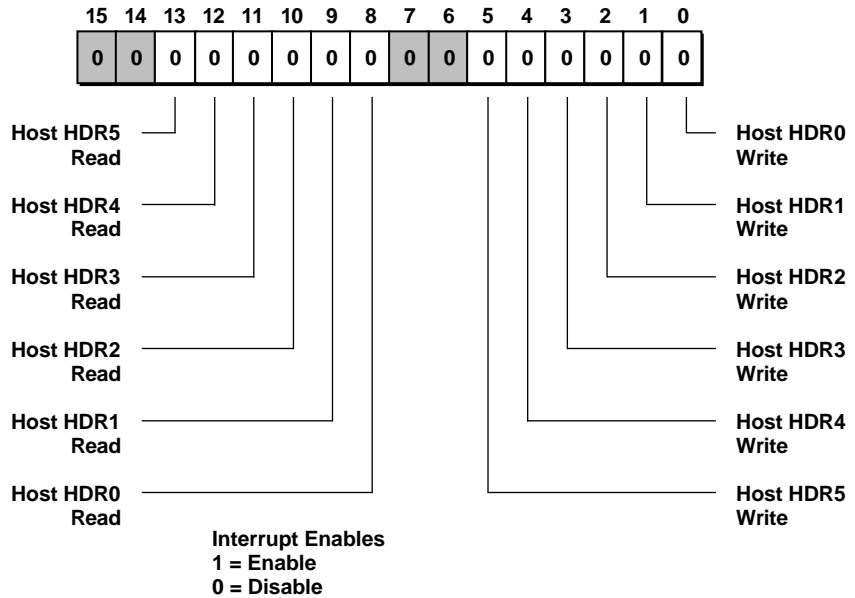 15 14 13 12 11 10 9 8 7 6 5 4 3 2 1 0
0 0 0 0 0 0 0 0 0 0 0 0 0 0 0 0
Host HDR5
Read
Host HDR4
Read
Host HDR3
Read
Host HDR2
Read
Host HDR1
Read
Host HDR0
Read
Host HDR0
Write
Host HDR1
Write
Host HDR2
Write
Host HDR3
Write
Host HDR4
Write
Host HDR5
Write
Interrupt Enables
1 = Enable
0 = Disable